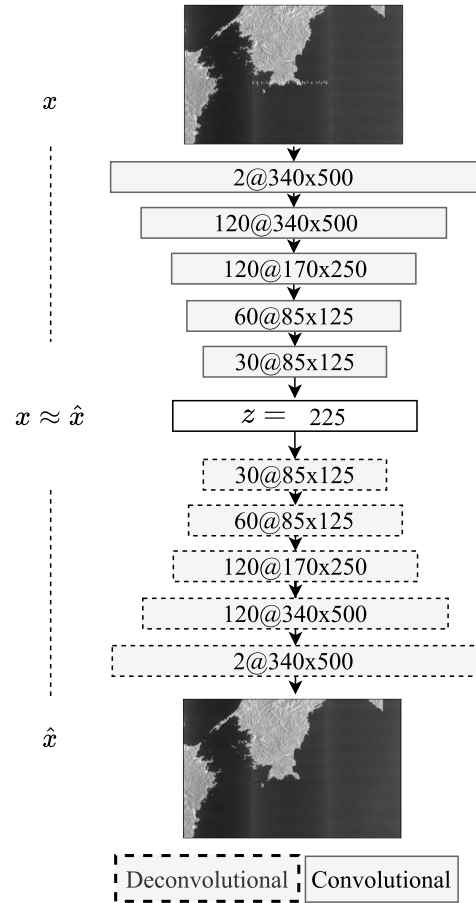 x
2@340x500
120@340x500
120@170x250
60@85x125
30@85x125
x ≈ x̂
z = 225
30@85x125
60@85x125
120@170x250
120@340x500
2@340x500
x̂
Deconvolutional
Convolutional